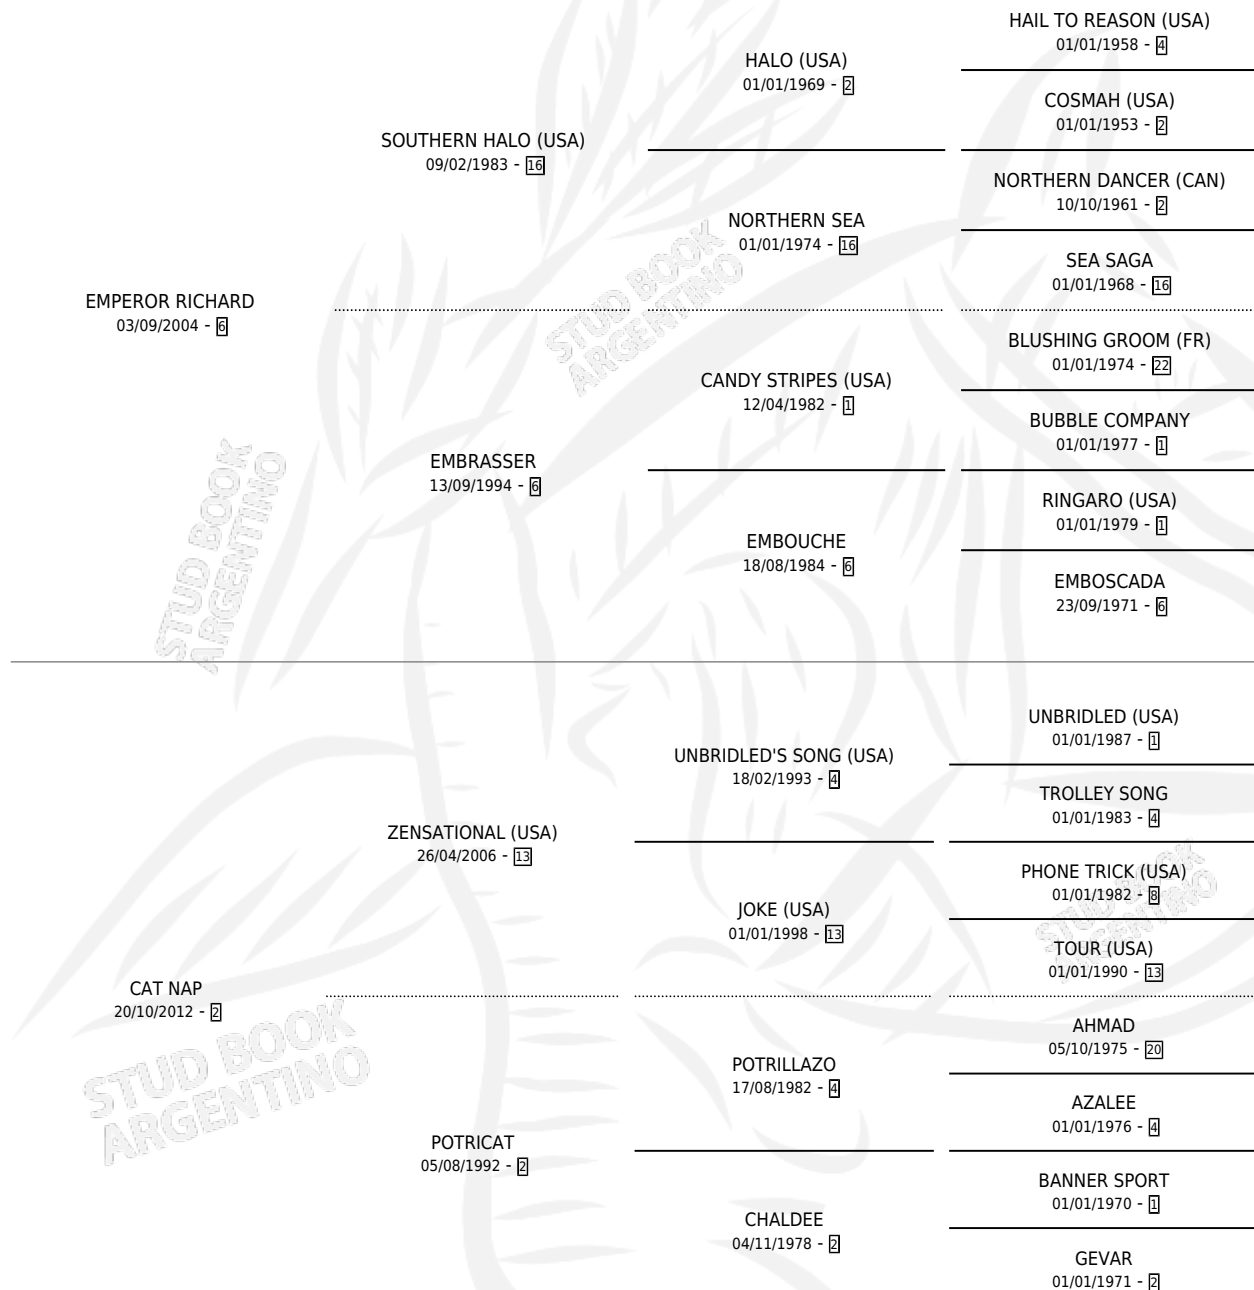 HAIL TO REASON (USA)
01/01/1958 - 4
HALO (USA)
01/01/1969 - 2
COSMAH (USA)
01/01/1953 - 2
SOUTHERN HALO (USA)
09/02/1983 - 16
NORTHERN DANCER (CAN)
10/10/1961 - 2
NORTHERN SEA
01/01/1974 - 16
SEA SAGA
01/01/1968 - 16
EMPEROR RICHARD
03/09/2004 - 6
BLUSHING GROOM (FR)
01/01/1974 - 22
CANDY STRIPES (USA)
12/04/1982 - 1
BUBBLE COMPANY
01/01/1977 - 1
EMBRASSER
13/09/1994 - 6
RINGARO (USA)
01/01/1979 - 1
EMBOUCHE
18/08/1984 - 6
EMBOSCADA
23/09/1971 - 6
UNBRIDLED (USA)
01/01/1987 - 1
UNBRIDLED'S SONG (USA)
18/02/1993 - 4
TROLLEY SONG
01/01/1983 - 4
ZENSATIONAL (USA)
26/04/2006 - 13
PHONE TRICK (USA)
01/01/1982 - 8
JOKE (USA)
01/01/1998 - 13
TOUR (USA)
01/01/1990 - 13
CAT NAP
20/10/2012 - 2
AHMAD
05/10/1975 - 20
POTRILLAZO
17/08/1982 - 4
AZALEE
01/01/1976 - 4
POTRICAT
05/08/1992 - 2
BANNER SPORT
01/01/1970 - 1
CHALDEE
04/11/1978 - 2
GEVAR
01/01/1971 - 2
STUD BOOK
ARGENTINO
STUD BOOK
ARGENTINO
STUD BOOK
ARGENTINO
STUD BOOK
ARGENTINO